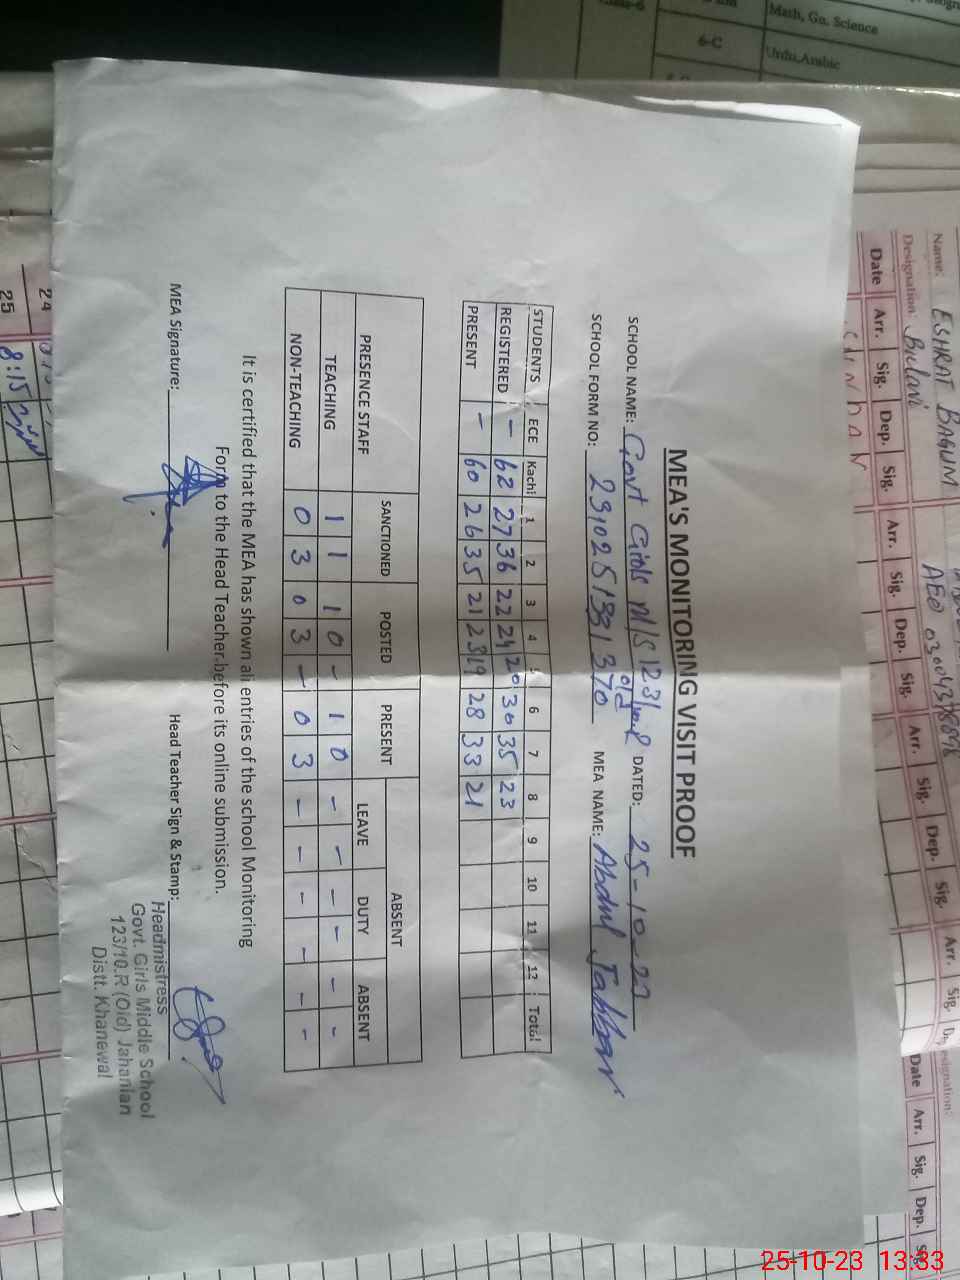 MEA'S MONITORING VISIT PROOF
SCHOOL NAME: Govt Girls M/S 123/10R old DATED: 25-10-23
SCHOOL FORM NO: MEA NAME: Abdul Jabbar
STUDENTS ECE Kachi 1 2 3 4 5 6 7 8 9 10 11 12 Total
REGISTERED - 62 27 36 22 24 20 30 35 23
PRESENT - 60 26 35 21 23 19 28 33 21
PRESENCE STAFF SANCTIONED POSTED PRESENT ABSENT
LEAVE DUTY ABSENT
TEACHING 11 10 - 10 - - - - - -
NON-TEACHING 03 03 - 03 - - - - - -
It is certified that the MEA has shown all entries of the school Monitoring
Form to the Head Teacher before its online submission.
MEA Signature: Head Teacher Sign & Stamp:
Headmistress
Govt. Girls Middle School
123/10.R (Old) Jahanian
Distt. Khanewal
Math, Gn. Science
6-C Urdu, Arabic
Name: ESHRAT BAGUM
Designation:
AEO
Date Arr. Sig. Dep. Sig. Arr. Sig. Dep. Sig. Arr. Sig. Dep. Sig. Arr. Sig.
Date Arr. Sig. Dep.
24
25 8:15
25-10-23 13:33